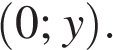 (0; y).